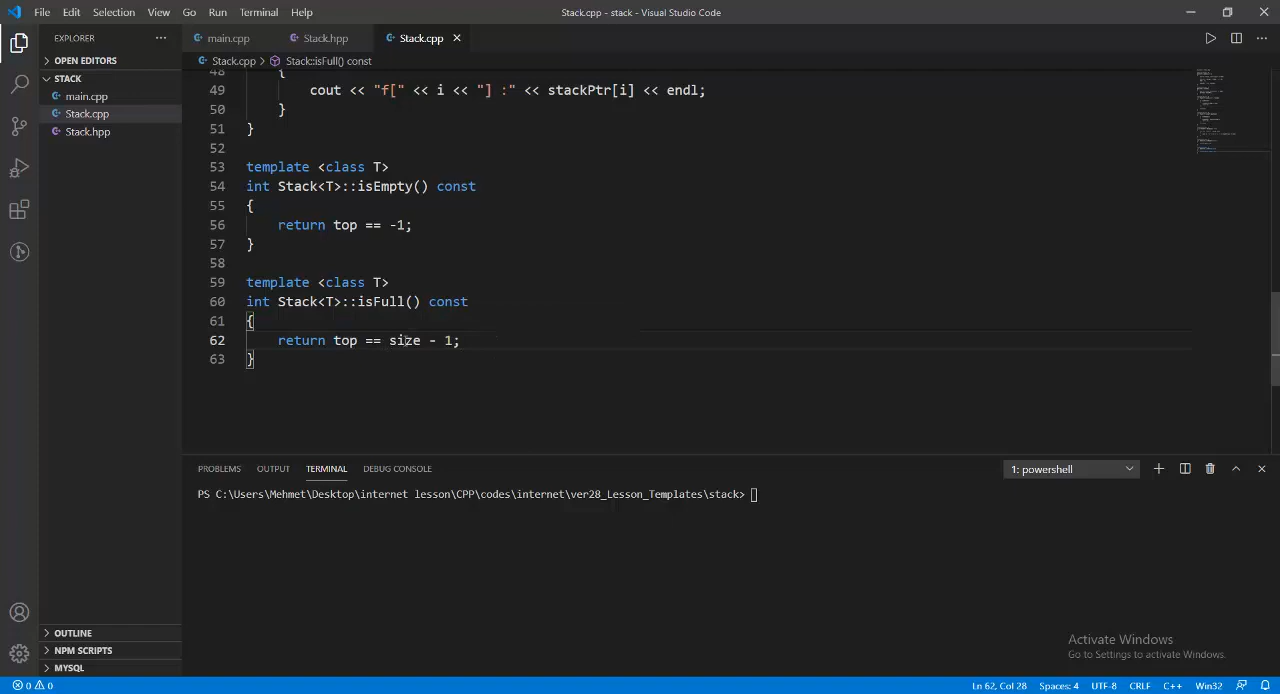 File Edit Selection View Go Run Terminal Help
Stack.cpp - stack - Visual Studio Code
EXPLORER
main.cpp Stack.hpp Stack.cpp
OPEN EDITORS
Stack.cpp > Stack::isFull() const
STACK
main.cpp
Stack.cpp
Stack.hpp
48 {
49 cout << "f[" << i << "] :" << stackPtr[i] << endl;
50 }
51 }
52
53 template <class T>
54 int Stack<T>::isEmpty() const
55 {
56 return top == -1;
57 }
58
59 template <class T>
60 int Stack<T>::isFull() const
61 {
62 return top == size - 1;
63 }
PROBLEMS OUTPUT TERMINAL DEBUG CONSOLE
1: powershell
PS C:\Users\Mehmet\Desktop\internet lesson\CPP\codes\internet\ver28_Lesson_Templates\stack>
OUTLINE
NPM SCRIPTS
MYSQL
Activate Windows
Go to Settings to activate Windows.
0 0
Ln 62, Col 28 Spaces: 4 UTF-8 CRLF C++ Win32